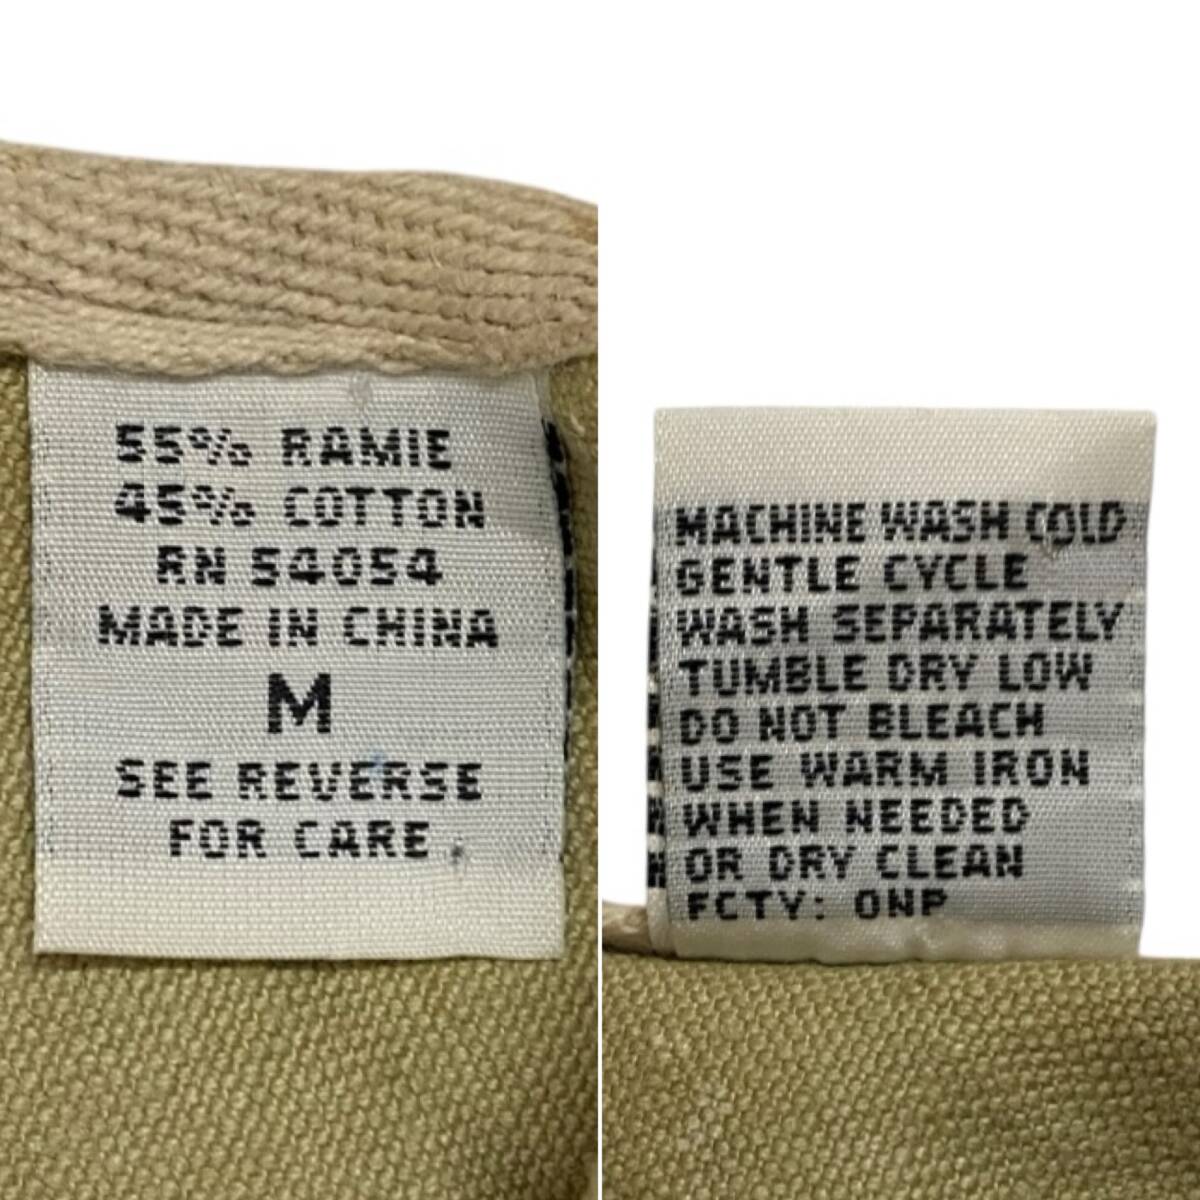 55% RAMIE
45% COTTON
RN 54054
MADE IN CHINA
M
SEE REVERSE
FOR CARE
MACHINE WASH COLD
GENTLE CYCLE
WASH SEPARATELY
TUMBLE DRY LOW
DO NOT BLEACH
USE WARM IRON
WHEN NEEDED
OR DRY CLEAN
FCTY: ONP